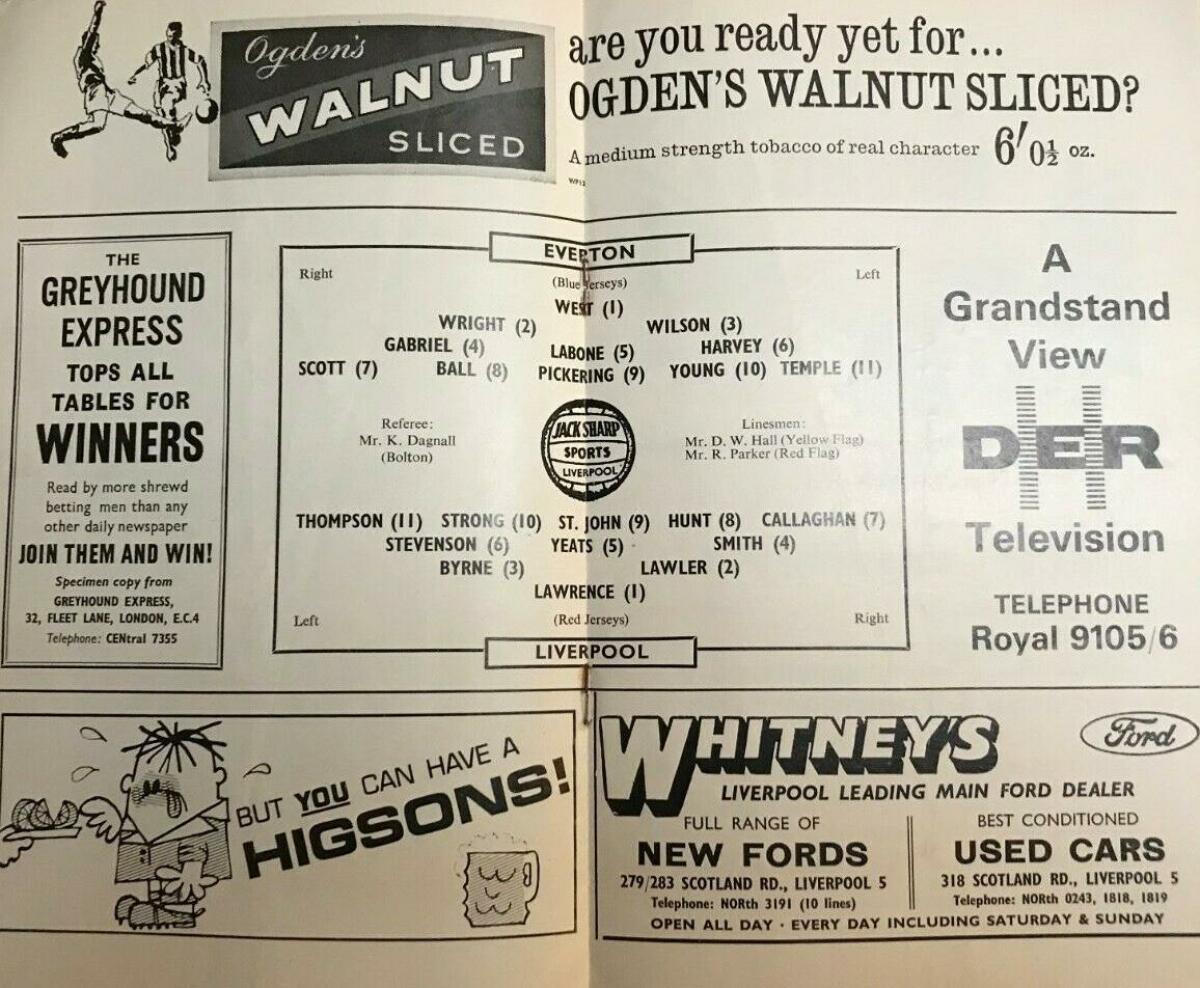 Ogden's
WALNUT
SLICED
are you ready yet for...
OGDEN'S WALNUT SLICED?
A medium strength tobacco of real character 6/0½ oz.
THE
GREYHOUND
EXPRESS
TOPS ALL
TABLES FOR
WINNERS
Read by more shrewd
betting men than any
other daily newspaper
JOIN THEM AND WIN!
Specimen copy from
GREYHOUND EXPRESS,
32, FLEET LANE, LONDON, E.C.4
Telephone: CENtral 7355
EVERTON
Right Left
(Blue Jerseys)
WEST (1)
WRIGHT (2) WILSON (3)
GABRIEL (4) LABONE (5) HARVEY (6)
SCOTT (7) BALL (8) PICKERING (9) YOUNG (10) TEMPLE (11)
Referee:
Mr. K. Dagnall
(Bolton)
JACK SHARP
SPORTS
LIVERPOOL
Linesmen:
Mr. D. W. Hall (Yellow Flag)
Mr. R. Parker (Red Flag)
THOMPSON (11) STRONG (10) ST. JOHN (9) HUNT (8) CALLAGHAN (7)
STEVENSON (6) YEATS (5) SMITH (4)
BYRNE (3) LAWLER (2)
LAWRENCE (1)
Left (Red Jerseys) Right
LIVERPOOL
A
Grandstand
View
DER
Television
TELEPHONE
Royal 9105/6
BUT YOU CAN HAVE A
HIGSONS!
WHITNEY'S
Ford
LIVERPOOL LEADING MAIN FORD DEALER
FULL RANGE OF
NEW FORDS
279/283 SCOTLAND RD., LIVERPOOL 5
Telephone: NORth 3191 (10 lines)
BEST CONDITIONED
USED CARS
318 SCOTLAND RD., LIVERPOOL 5
Telephone: NORth 0243, 1818, 1819
OPEN ALL DAY · EVERY DAY INCLUDING SATURDAY & SUNDAY